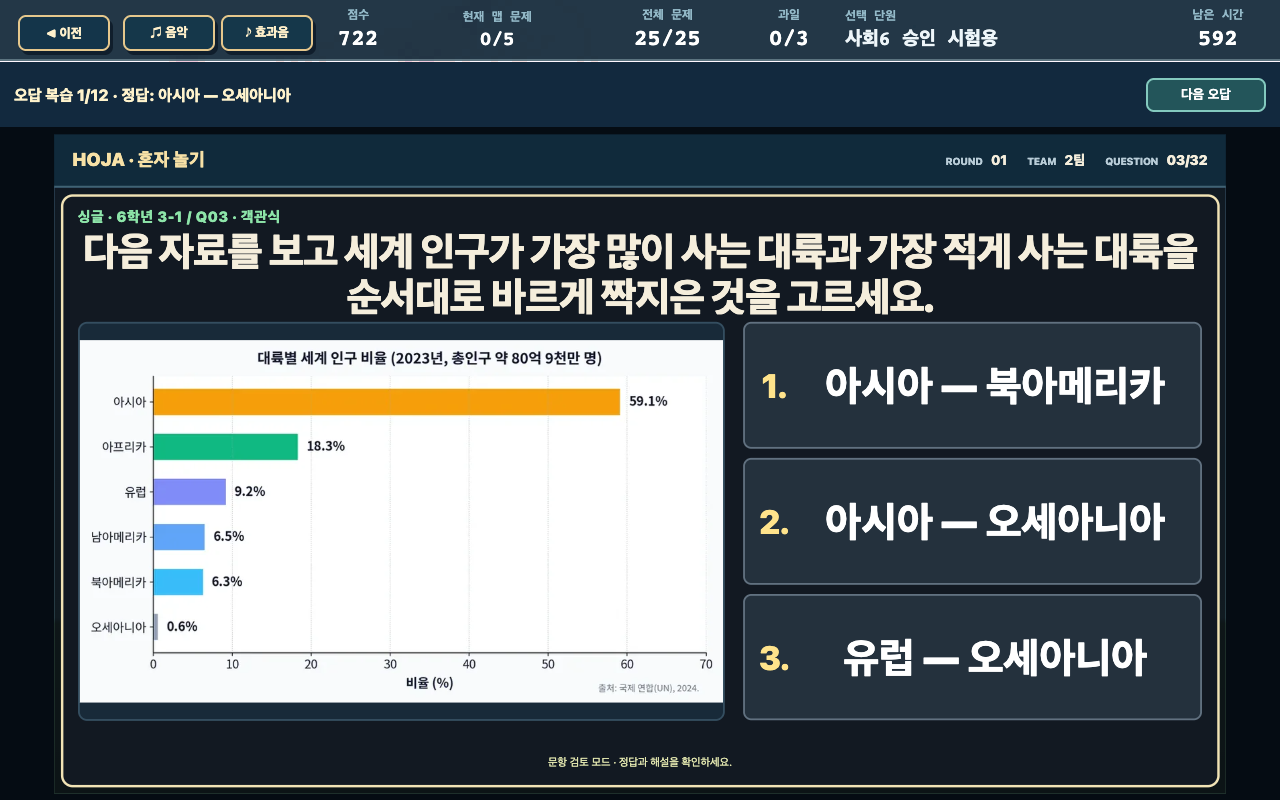 ◀ 이전
♫ 음악
♪ 효과음
점수
722
현재 맵 문제
0/5
전체 문제
25/25
과일
0/3
선택 단원
사회6 승인 시험용
남은 시간
592
오답 복습 1/12 · 정답: 아시아 — 오세아니아
다음 오답
HOJA · 혼자 놀기
ROUND 01 TEAM 2팀 QUESTION 03/32
싱글 · 6학년 3-1 / Q03 · 객관식
다음 자료를 보고 세계 인구가 가장 많이 사는 대륙과 가장 적게 사는 대륙을
순서대로 바르게 짝지은 것을 고르세요.
대륙별 세계 인구 비율 (2023년, 총인구 약 80억 9천만 명)
아시아 59.1%
아프리카 18.3%
유럽 9.2%
남아메리카 6.5%
북아메리카 6.3%
오세아니아 0.6%
0 10 20 30 40 50 60 70
비율 (%)
출처: 국제 연합(UN), 2024.
1. 아시아 — 북아메리카
2. 아시아 — 오세아니아
3. 유럽 — 오세아니아
문항 검토 모드 · 정답과 해설을 확인하세요.